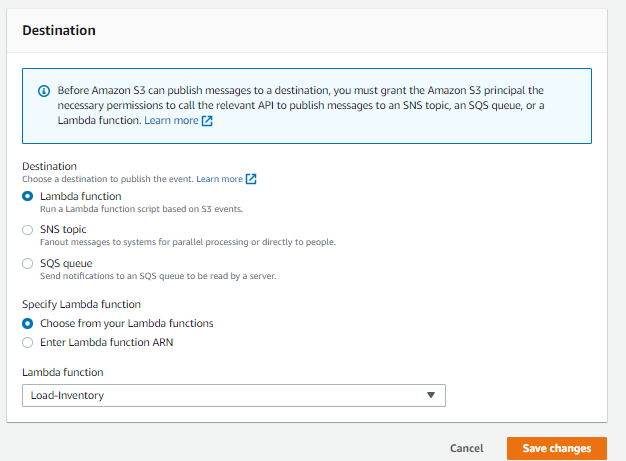 Destination
Before Amazon S3 can publish messages to a destination, you must grant the Amazon S3 principal the
necessary permissions to call the relevant API to publish messages to an SNS topic, an SQS queue, or a
Lambda function. Learn more
Destination
Choose a destination to publish the event. Learn more
Lambda function
Run a Lambda function script based on S3 events.
SNS topic
Fanout messages to systems for parallel processing or directly to people.
SQS queue
Send notifications to an SQS queue to be read by a server.
Specify Lambda function
Choose from your Lambda functions
Enter Lambda function ARN
Lambda function
Load-Inventory
Cancel Save changes